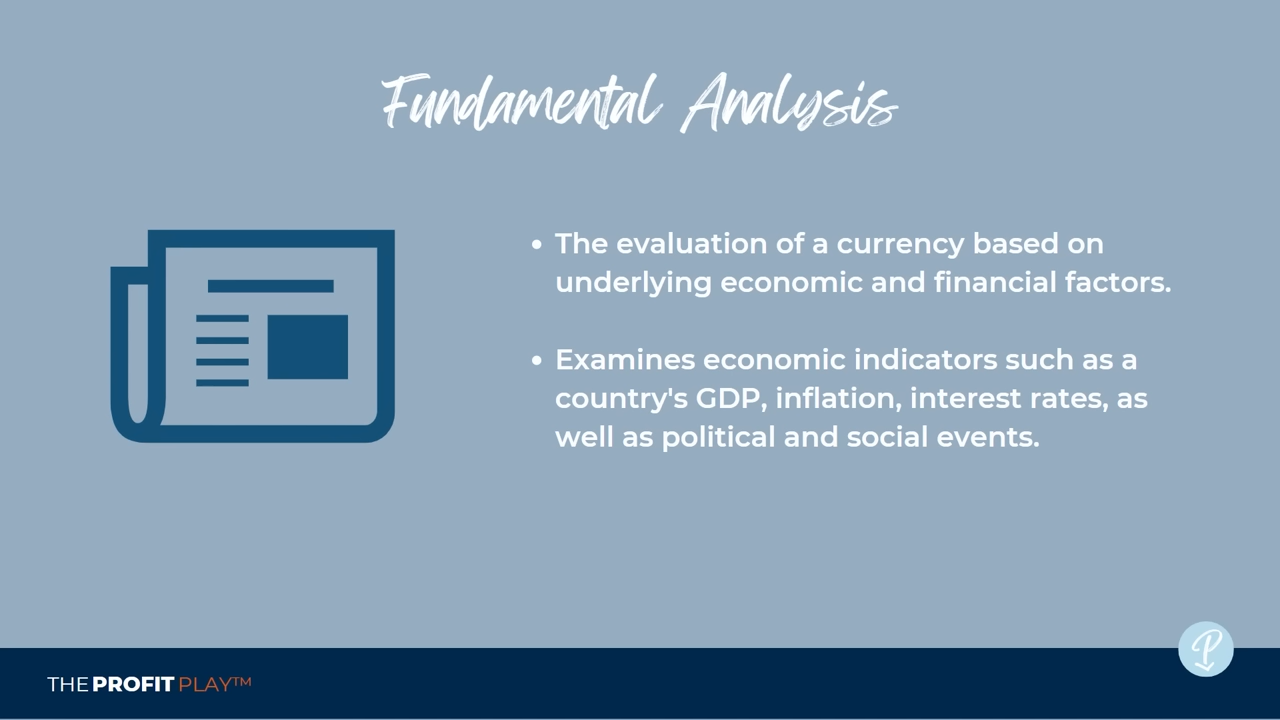 Fundamental Analysis
• The evaluation of a currency based on
underlying economic and financial factors.
• Examines economic indicators such as a
country's GDP, inflation, interest rates, as
well as political and social events.
THE PROFIT PLAY™
P